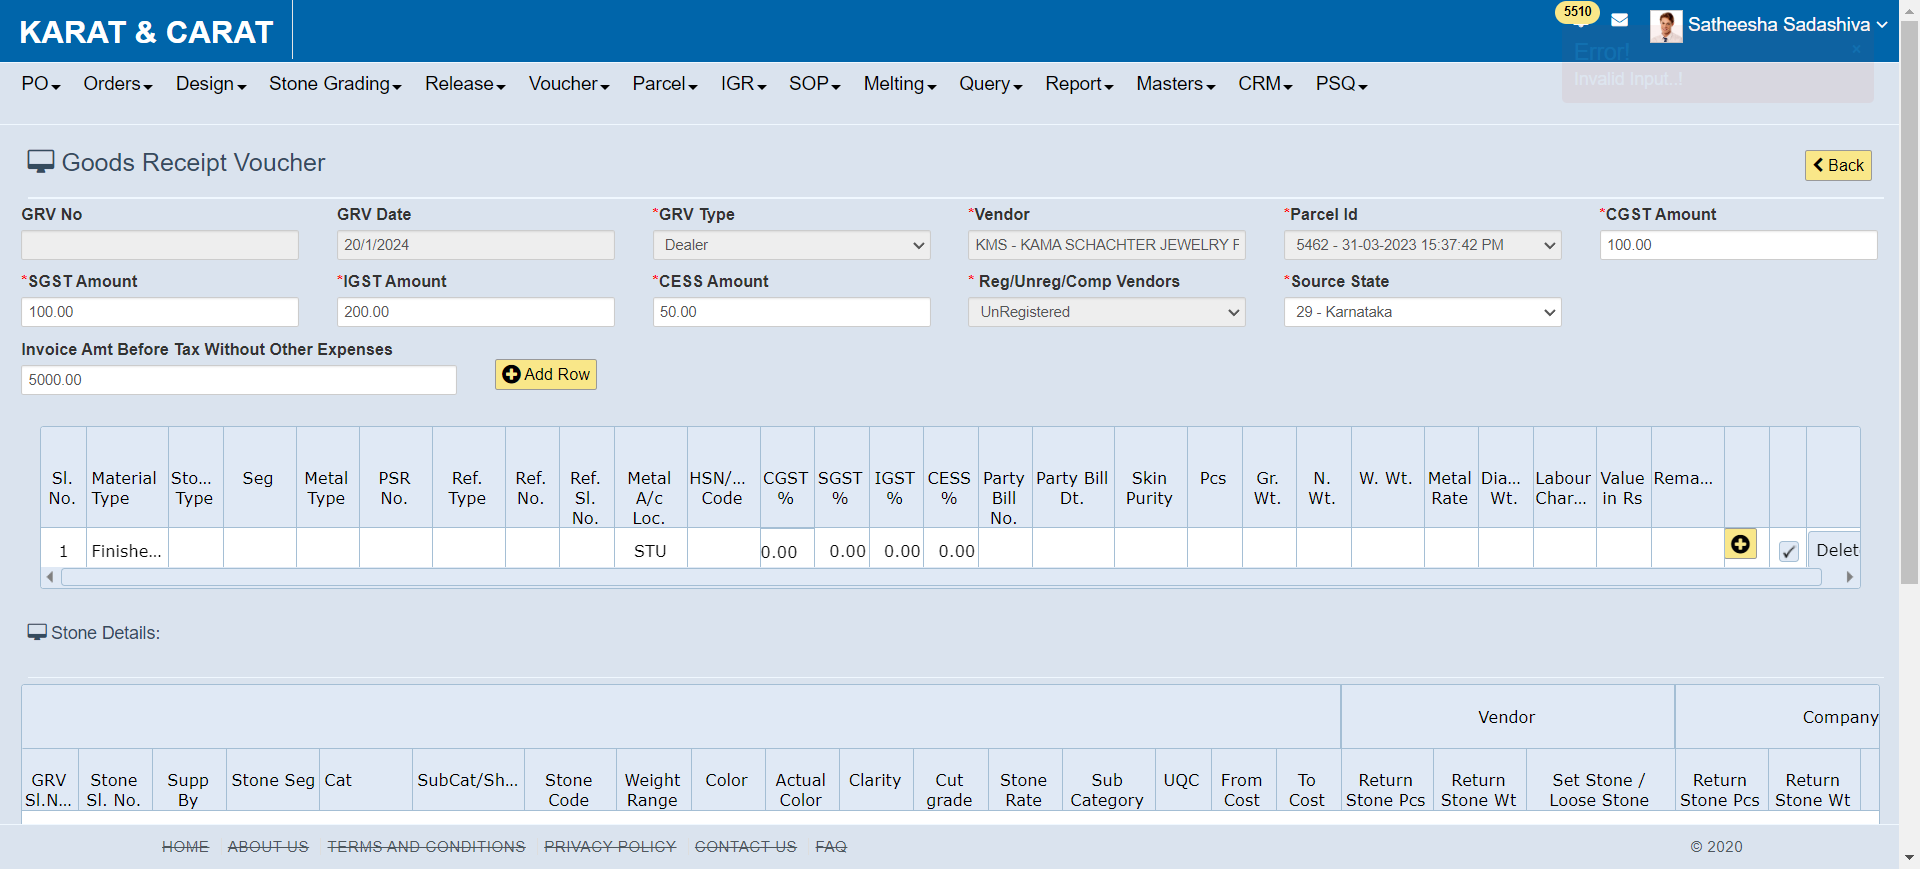 KARAT & CARAT
5510
Satheesha Sadashiva
Error!
×
Invalid Input..!
PO Orders Design Stone Grading Release Voucher Parcel IGR SOP Melting Query Report Masters CRM PSQ
Goods Receipt Voucher
Back
GRV No GRV Date *GRV Type *Vendor *Parcel Id *CGST Amount
20/1/2024 Dealer KMS - KAMA SCHACHTER JEWELRY P 5462 - 31-03-2023 15:37:42 PM 100.00
*SGST Amount *IGST Amount *CESS Amount * Reg/Unreg/Comp Vendors *Source State
100.00 200.00 50.00 UnRegistered 29 - Karnataka
Invoice Amt Before Tax Without Other Expenses
5000.00 Add Row
Sl. No. Material Type Sto... Type Seg Metal Type PSR No. Ref. Type Ref. No. Ref. Sl. No. Metal A/c Loc. HSN/... Code CGST % SGST % IGST % CESS % Party Bill No. Party Bill Dt. Skin Purity Pcs Gr. Wt. N. Wt. W. Wt. Metal Rate Dia... Wt. Labour Char... Value in Rs Rema...
1 Finishe... STU 0.00 0.00 0.00 0.00 Delet
Stone Details:
Vendor Company
GRV Sl.N... Stone Sl. No. Supp By Stone Seg Cat SubCat/Sh... Stone Code Weight Range Color Actual Color Clarity Cut grade Stone Rate Sub Category UQC From Cost To Cost Return Stone Pcs Return Stone Wt Set Stone / Loose Stone Return Stone Pcs Return Stone Wt
HOME ABOUT US TERMS AND CONDITIONS PRIVACY POLICY CONTACT US FAQ © 2020